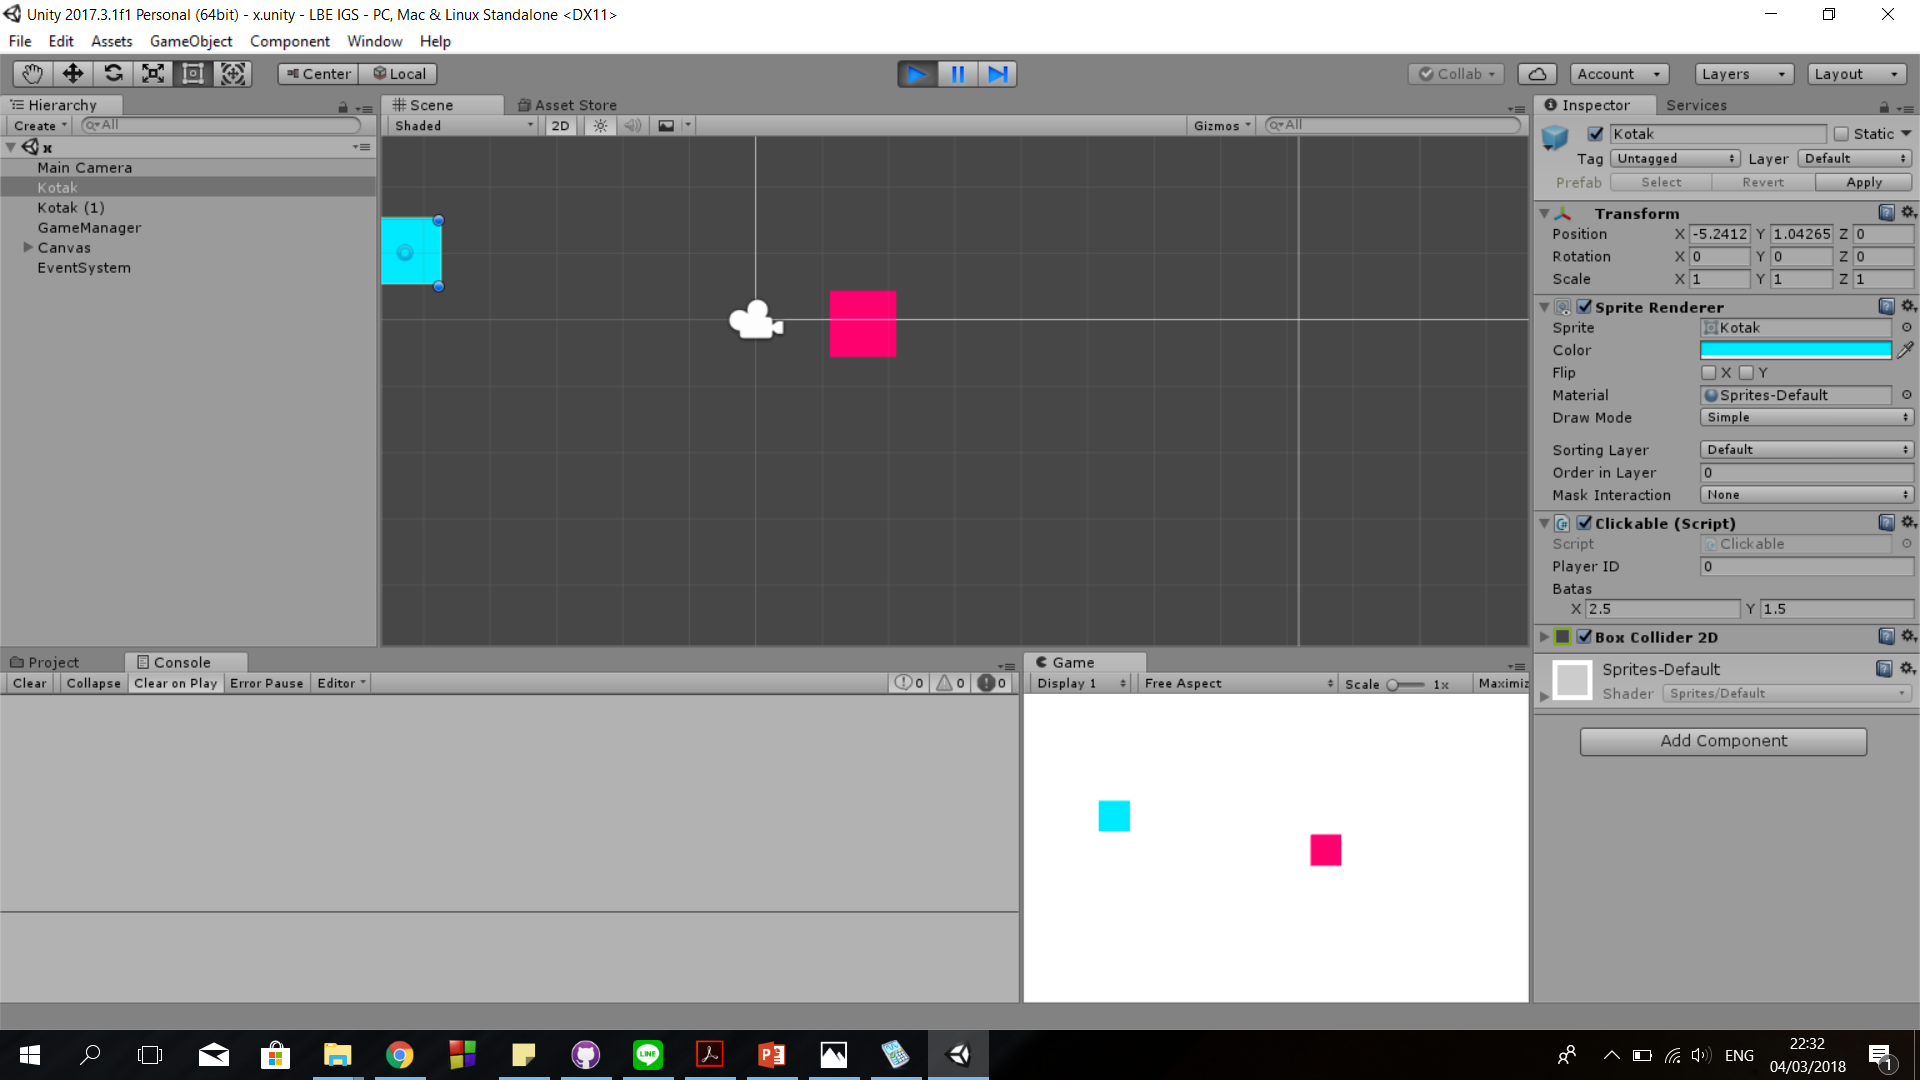 Unity 2017.3.1f1 Personal (64bit) - x.unity - LBE IGS - PC, Mac & Linux Standalone <DX11>
File Edit Assets GameObject Component Window Help
Center Local Collab Account Layers Layout
Hierarchy
Create All
x
Main Camera
Kotak
Kotak (1)
GameManager
Canvas
EventSystem
Scene Asset Store
Shaded 2D Gizmos All
Inspector Services
Kotak Static
Tag Untagged Layer Default
Prefab Select Revert Apply
Transform
Position X -5.2412 Y 1.04265 Z 0
Rotation X 0 Y 0 Z 0
Scale X 1 Y 1 Z 1
Sprite Renderer
Sprite Kotak
Color
Flip X Y
Material Sprites-Default
Draw Mode Simple
Sorting Layer Default
Order in Layer 0
Mask Interaction None
Clickable (Script)
Script Clickable
Player ID 0
Batas
X 2.5 Y 1.5
Box Collider 2D
Sprites-Default
Shader Sprites/Default
Add Component
Project Console
Clear Collapse Clear on Play Error Pause Editor 0 0 0
Game
Display 1 Free Aspect Scale 1x Maximiz
LINE
ENG
22:32
04/03/2018
1